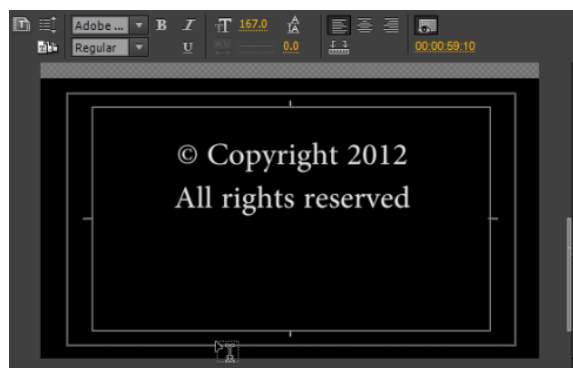 Adobe ... B I T 167.0 A
Regular U 0.0 00:00:59:10
© Copyright 2012
All rights reserved